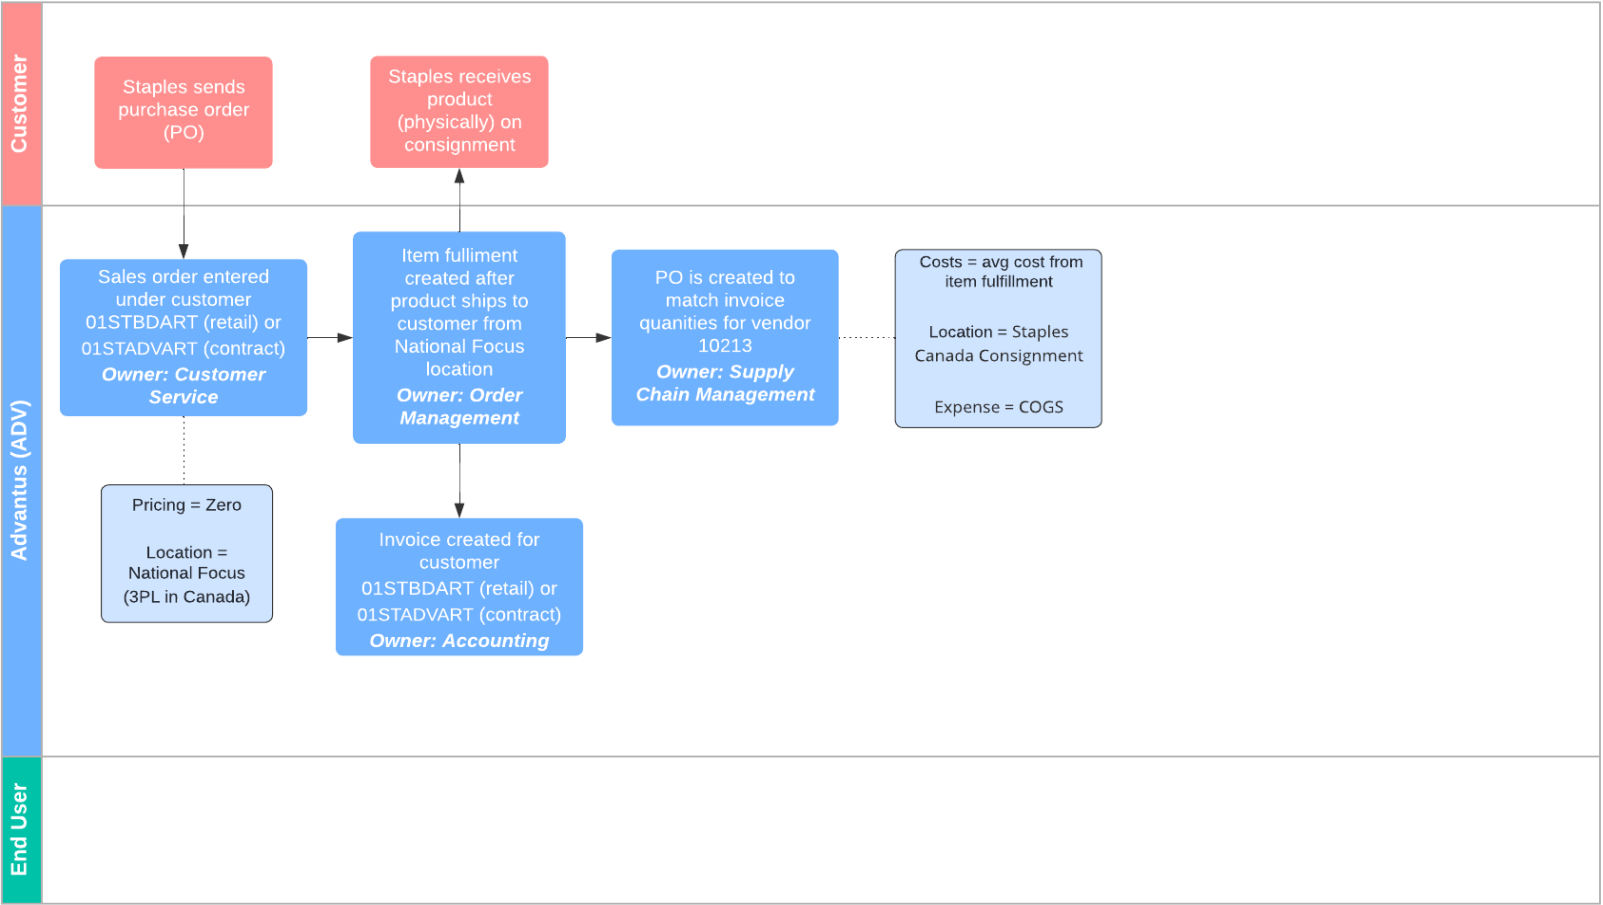 Customer
Staples sends
purchase order
(PO)
Staples receives
product
(physically) on
consignment
Advantus (ADV)
Sales order entered
under customer
01STBDART (retail) or
01STADVART (contract)
Owner: Customer
Service
Item fulliment
created after
product ships to
customer from
National Focus
location
Owner: Order
Management
PO is created to
match invoice
quanities for vendor
10213
Owner: Supply
Chain Management
Costs = avg cost from
item fulfillment
Location = Staples
Canada Consignment
Expense = COGS
Pricing = Zero
Location =
National Focus
(3PL in Canada)
Invoice created for
customer
01STBDART (retail) or
01STADVART (contract)
Owner: Accounting
End User